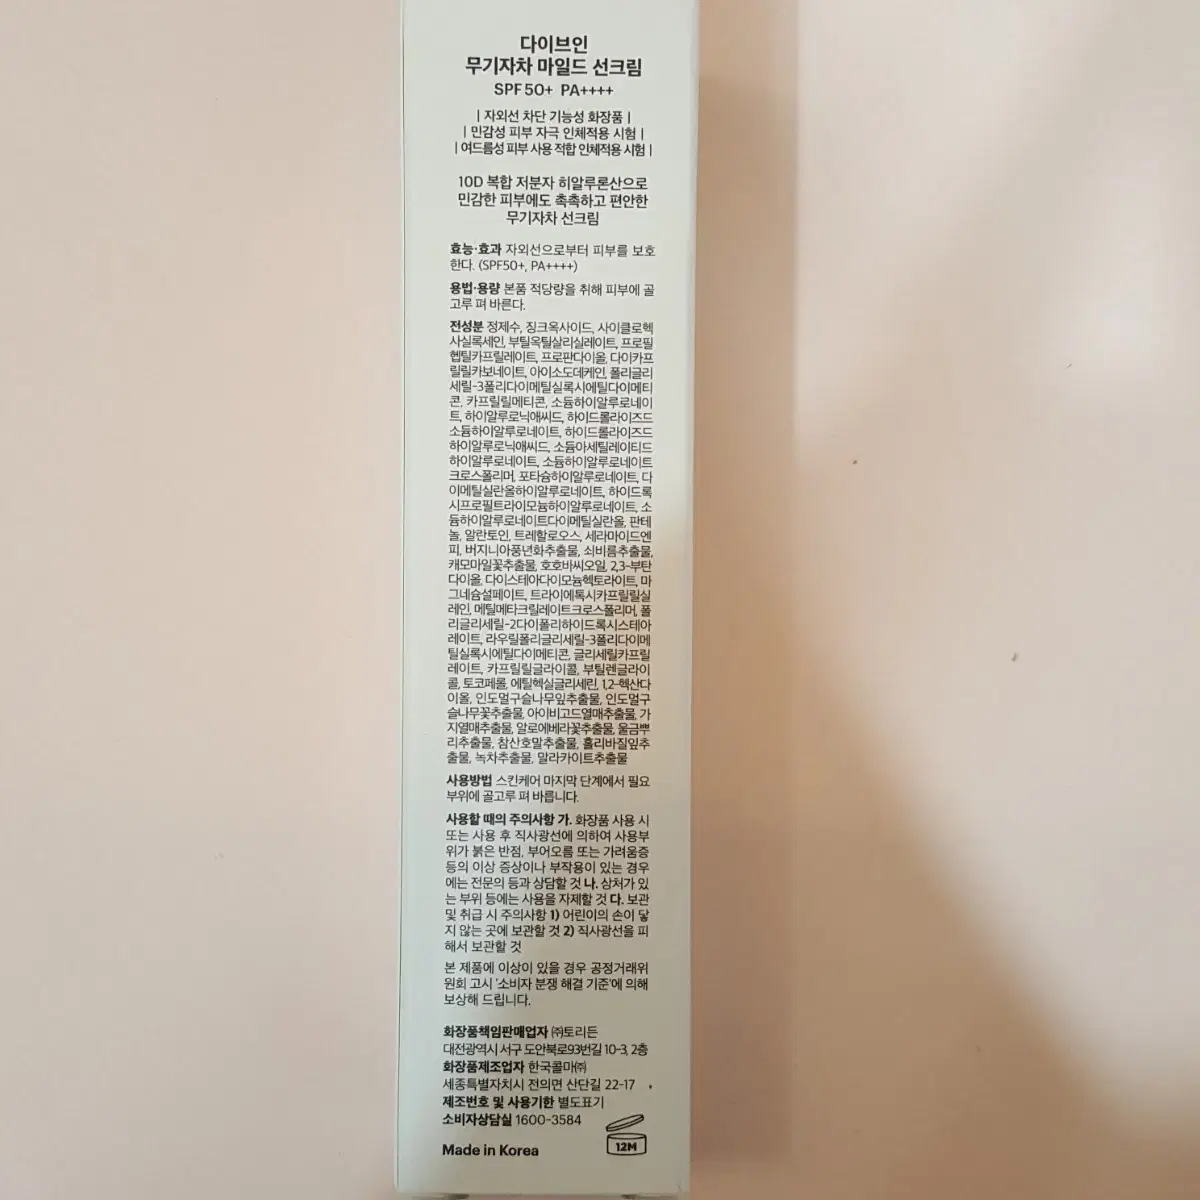 다이브인
무기자차 마일드 선크림
SPF 50+ PA++++
| 자외선 차단 기능성 화장품 |
| 민감성 피부 자극 인체적용 시험 |
| 여드름성 피부 사용 적합 인체적용 시험 |
10D 복합 저분자 히알루론산으로
민감한 피부에도 촉촉하고 편안한
무기자차 선크림
효능·효과 자외선으로부터 피부를 보호
한다. (SPF50+, PA++++)
용법·용량 본품 적당량을 취해 피부에 골
고루 펴 바른다.
전성분 정제수, 징크옥사이드, 사이클로헥
사실록세인, 부틸옥틸살리실레이트, 프로필
헵틸카프릴레이트, 프로판다이올, 다이카프
릴릴카보네이트, 아이소도데케인, 폴리글리
세릴-3폴리다이메틸실록시에틸다이메티
콘, 카프릴릴메티콘, 소듐하이알루로네이
트, 하이알루로닉애씨드, 하이드롤라이즈드
소듐하이알루로네이트, 하이드롤라이즈드
하이알루로닉애씨드, 소듐아세틸레이티드
하이알루로네이트, 소듐하이알루로네이트
크로스폴리머, 포타슘하이알루로네이트, 다
이메틸실란올하이알루로네이트, 하이드록
시프로필트라이모늄하이알루로네이트, 소
듐하이알루로네이트다이메틸실란올, 판테
놀, 알란토인, 트레할로오스, 세라마이드엔
피, 버지니아풍년화추출물, 쇠비름추출물,
캐모마일꽃추출물, 호호바씨오일, 2,3-부탄
다이올, 다이스테아다이모늄헥토라이트, 마
그네슘설페이트, 트라이에톡시카프릴릴실
레인, 메틸메타크릴레이트크로스폴리머, 폴
리글리세릴-2다이폴리하이드록시스테아
레이트, 라우릴폴리글리세릴-3폴리다이메
틸실록시에틸다이메티콘, 글리세릴카프릴
레이트, 카프릴릴글라이콜, 부틸렌글라이
콜, 토코페롤, 에틸헥실글리세린, 1,2-헥산다
이올, 인도멀구슬나무잎추출물, 인도멀구
슬나무꽃추출물, 아이비고드열매추출물, 가
지열매추출물, 알로에베라꽃추출물, 울금뿌
리추출물, 참산호말추출물, 홀리바질잎추
출물, 녹차추출물, 말라카이트추출물
사용방법 스킨케어 마지막 단계에서 필요
부위에 골고루 펴 바릅니다.
사용할 때의 주의사항 가. 화장품 사용 시
또는 사용 후 직사광선에 의하여 사용부
위가 붉은 반점, 부어오름 또는 가려움증
등의 이상 증상이나 부작용이 있는 경우
에는 전문의 등과 상담할 것 나. 상처가 있
는 부위 등에는 사용을 자제할 것 다. 보관
및 취급 시 주의사항 1) 어린이의 손이 닿
지 않는 곳에 보관할 것 2) 직사광선을 피
해서 보관할 것
본 제품에 이상이 있을 경우 공정거래위
원회 고시 '소비자 분쟁 해결 기준'에 의해
보상해 드립니다.
화장품책임판매업자 ㈜토리든
대전광역시 서구 도안북로93번길 10-3, 2층
화장품제조업자 한국콜마㈜
세종특별자치시 전의면 산단길 22-17
제조번호 및 사용기한 별도표기
소비자상담실 1600-3584
12M
Made in Korea